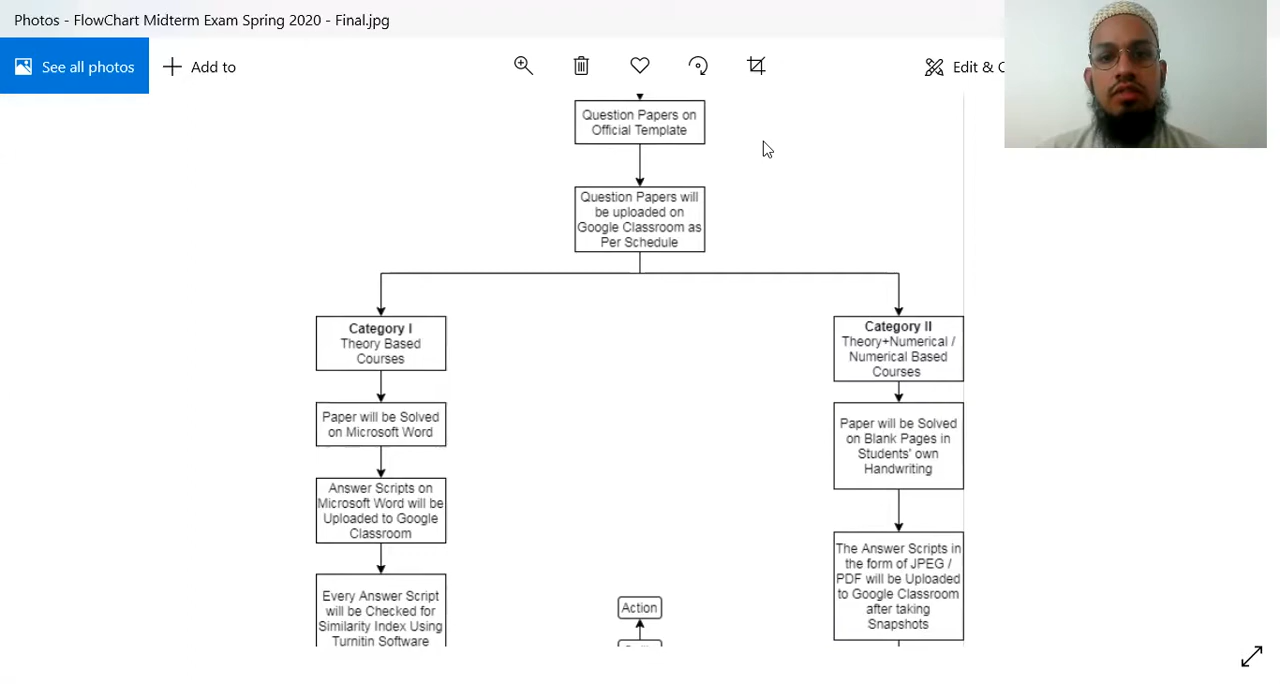 Photos - FlowChart Midterm Exam Spring 2020 - Final.jpg
See all photos
Add to
Edit & C
Question Papers on
Official Template
Question Papers will
be uploaded on
Google Classroom as
Per Schedule
Category I
Theory Based
Courses
Paper will be Solved
on Microsoft Word
Answer Scripts on
Microsoft Word will be
Uploaded to Google
Classroom
Every Answer Script
will be Checked for
Similarity Index Using
Turnitin Software
Action
Category II
Theory+Numerical /
Numerical Based
Courses
Paper will be Solved
on Blank Pages in
Students' own
Handwriting
The Answer Scripts in
the form of JPEG /
PDF will be Uploaded
to Google Classroom
after taking
Snapshots